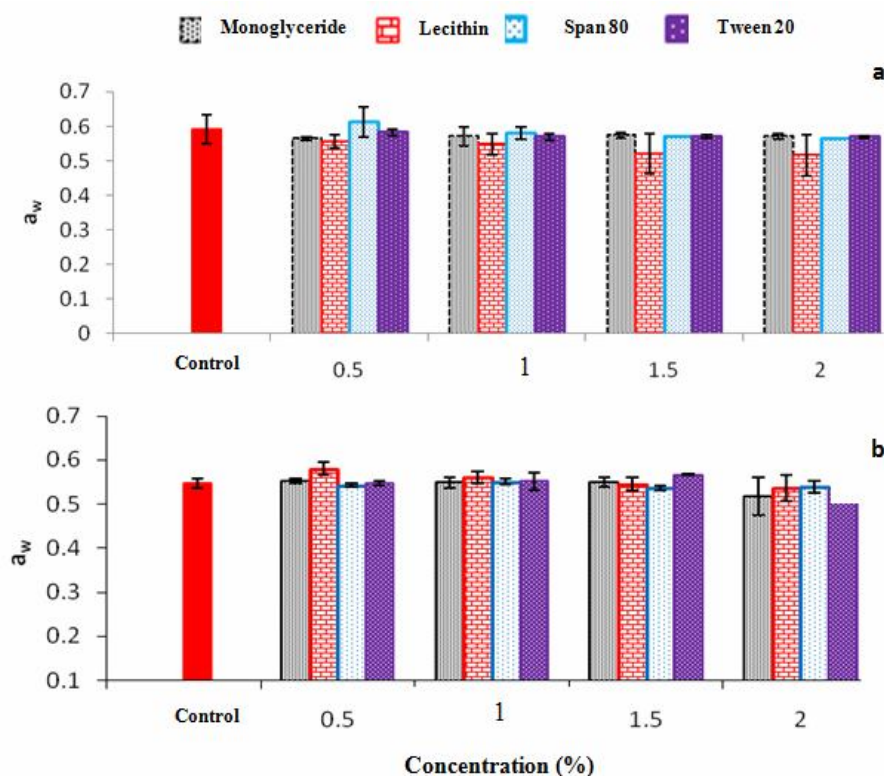 Monoglyceride Lecithin Span 80 Tween 20
a
0.7
0.6
0.5
0.4
0.3
0.2
0.1
0
aw
Control 0.5 1 1.5 2
b
0.7
0.6
0.5
0.4
0.3
0.2
0.1
aw
Control 0.5 1 1.5 2
Concentration (%)